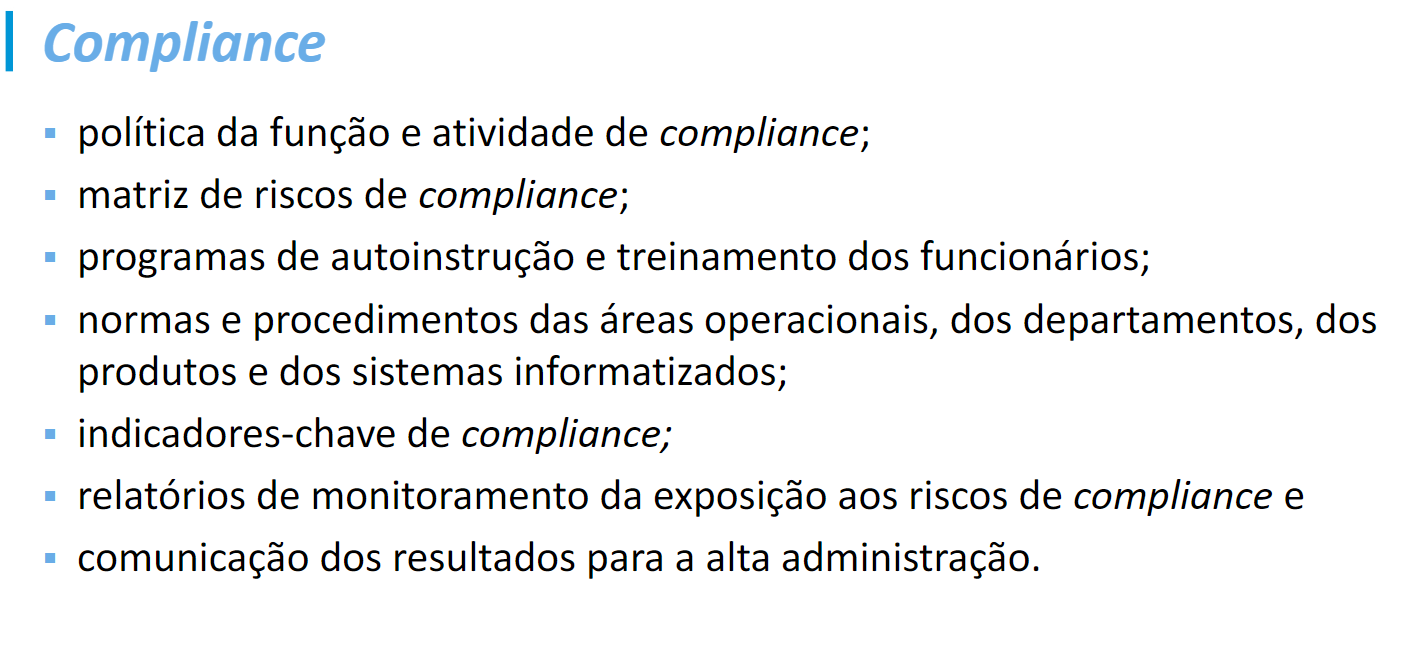 Compliance
▪ política da função e atividade de compliance;
▪ matriz de riscos de compliance;
▪ programas de autoinstrução e treinamento dos funcionários;
▪ normas e procedimentos das áreas operacionais, dos departamentos, dos
produtos e dos sistemas informatizados;
▪ indicadores-chave de compliance;
▪ relatórios de monitoramento da exposição aos riscos de compliance e
▪ comunicação dos resultados para a alta administração.